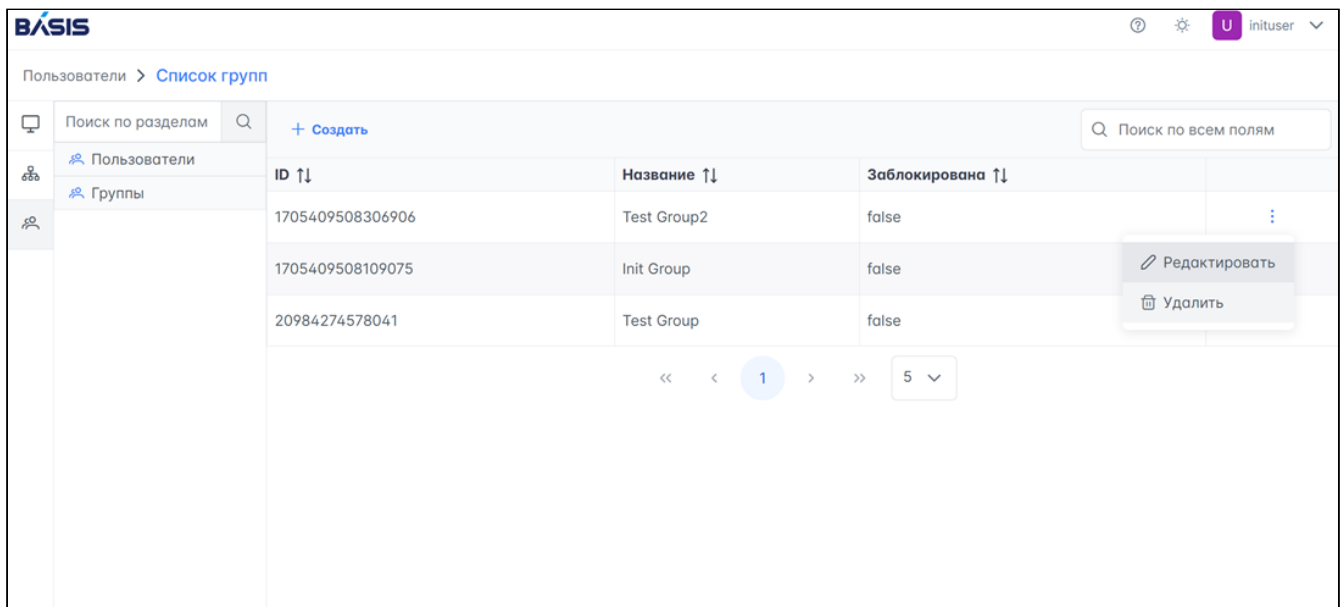 BÁSIS
U inituser
Пользователи > Список групп
Поиск по разделам
+ Создать
Поиск по всем полям
Пользователи
Группы
ID Название Заблокирована
1705409508306906 Test Group2 false
1705409508109075 Init Group false
20984274578041 Test Group false
Редактировать
Удалить
<< < 1 > >> 5